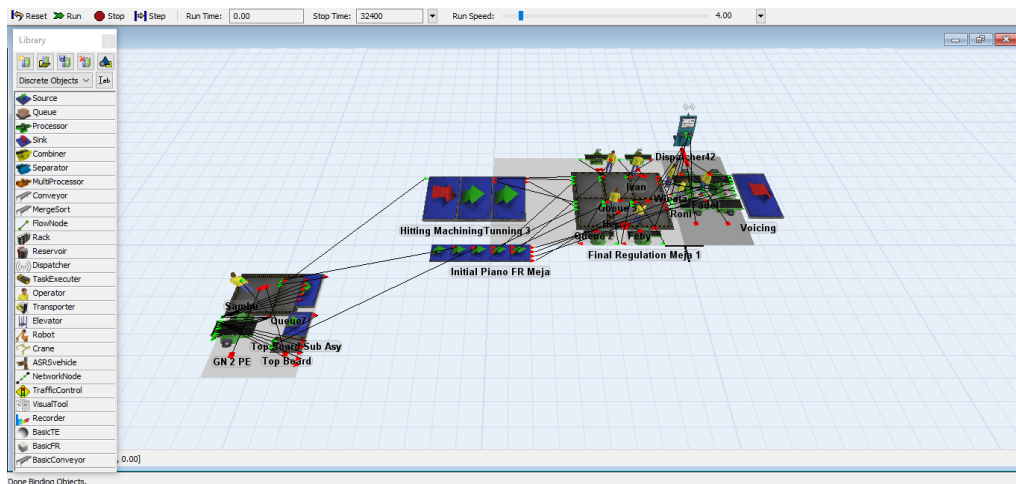 Reset Run Stop Step Run Time: 0.00 Stop Time: 32400 Run Speed: 4.00
Library
Discrete Objects
Source
Queue
Processor
Sink
Combiner
Separator
MultiProcessor
Conveyor
MergeSort
FlowNode
Rack
Reservoir
Dispatcher
TaskExecuter
Operator
Transporter
Elevator
Robot
Crane
ASRSvehicle
NetworkNode
TrafficControl
VisualTool
Recorder
BasicTE
BasicFR
BasicConveyor
Dispatcher42
Ivan
Fadel
Roni
Voicing
Queue 2 Feby
Hitting MachiningTunning 3
Final Regulation Meja 1
Initial Piano FR Meja
Queue7
Top Board Sub Asy
GN 2 PE Top Board
, 0.00]
Done Binding Objects.